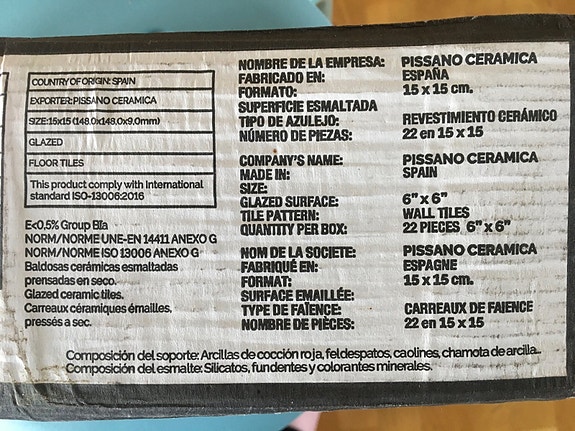 COUNTRY OF ORIGIN: SPAIN
EXPORTER:PISSANO CERAMICA
SIZE:15x15 (148.0x148,0x9.0mm)
GLAZED
FLOOR TILES
This product comply with International
standard ISO-13006:2016
E<0,5% Group BIa
NORM/NORME UNE-EN 14411 ANEXO G
NORM/NORME ISO 13006 ANEXO G
Baldosas cerámicas esmaltadas
prensadas en seco.
Glazed ceramic tiles.
Carreaux céramiques émailles,
pressés a sec.
NOMBRE DE LA EMPRESA: PISSANO CERAMICA
FABRICADO EN: ESPAÑA
FORMATO: 15 x 15 cm.
SUPERFICIE ESMALTADA
TIPO DE AZULEJO: REVESTIMIENTO CERÁMICO
NÚMERO DE PIEZAS: 22 en 15 x 15
COMPANY'S NAME: PISSANO CERAMICA
MADE IN: SPAIN
SIZE:
GLAZED SURFACE: 6” x 6”
TILE PATTERN: WALL TILES
QUANTITY PER BOX: 22 PIECES 6”x 6”
NOM DE LA SOCIETE: PISSANO CERAMICA
FABRIQUÉ EN: ESPAGNE
FORMAT: 15 x 15 cm.
SURFACE EMAILLÉE:
TYPE DE FAÏENCE: CARREAUX DE FAIENCE
NOMBRE DE PIÈCES: 22 en 15 x 15
Composición del soporte: Arcillas de cocción roja, feldespatos, caolines, chamota de arcilla..
Composición del esmalte: Silicatos, fundentes y colorantes minerales.